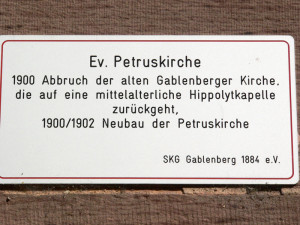 Ev. Petruskirche
1900 Abbruch der alten Gablenberger Kirche,
die auf eine mittelalterliche Hippolytkapelle
zurückgeht,
1900/1902 Neubau der Petruskirche
SKG Gablenberg 1884 e.V.